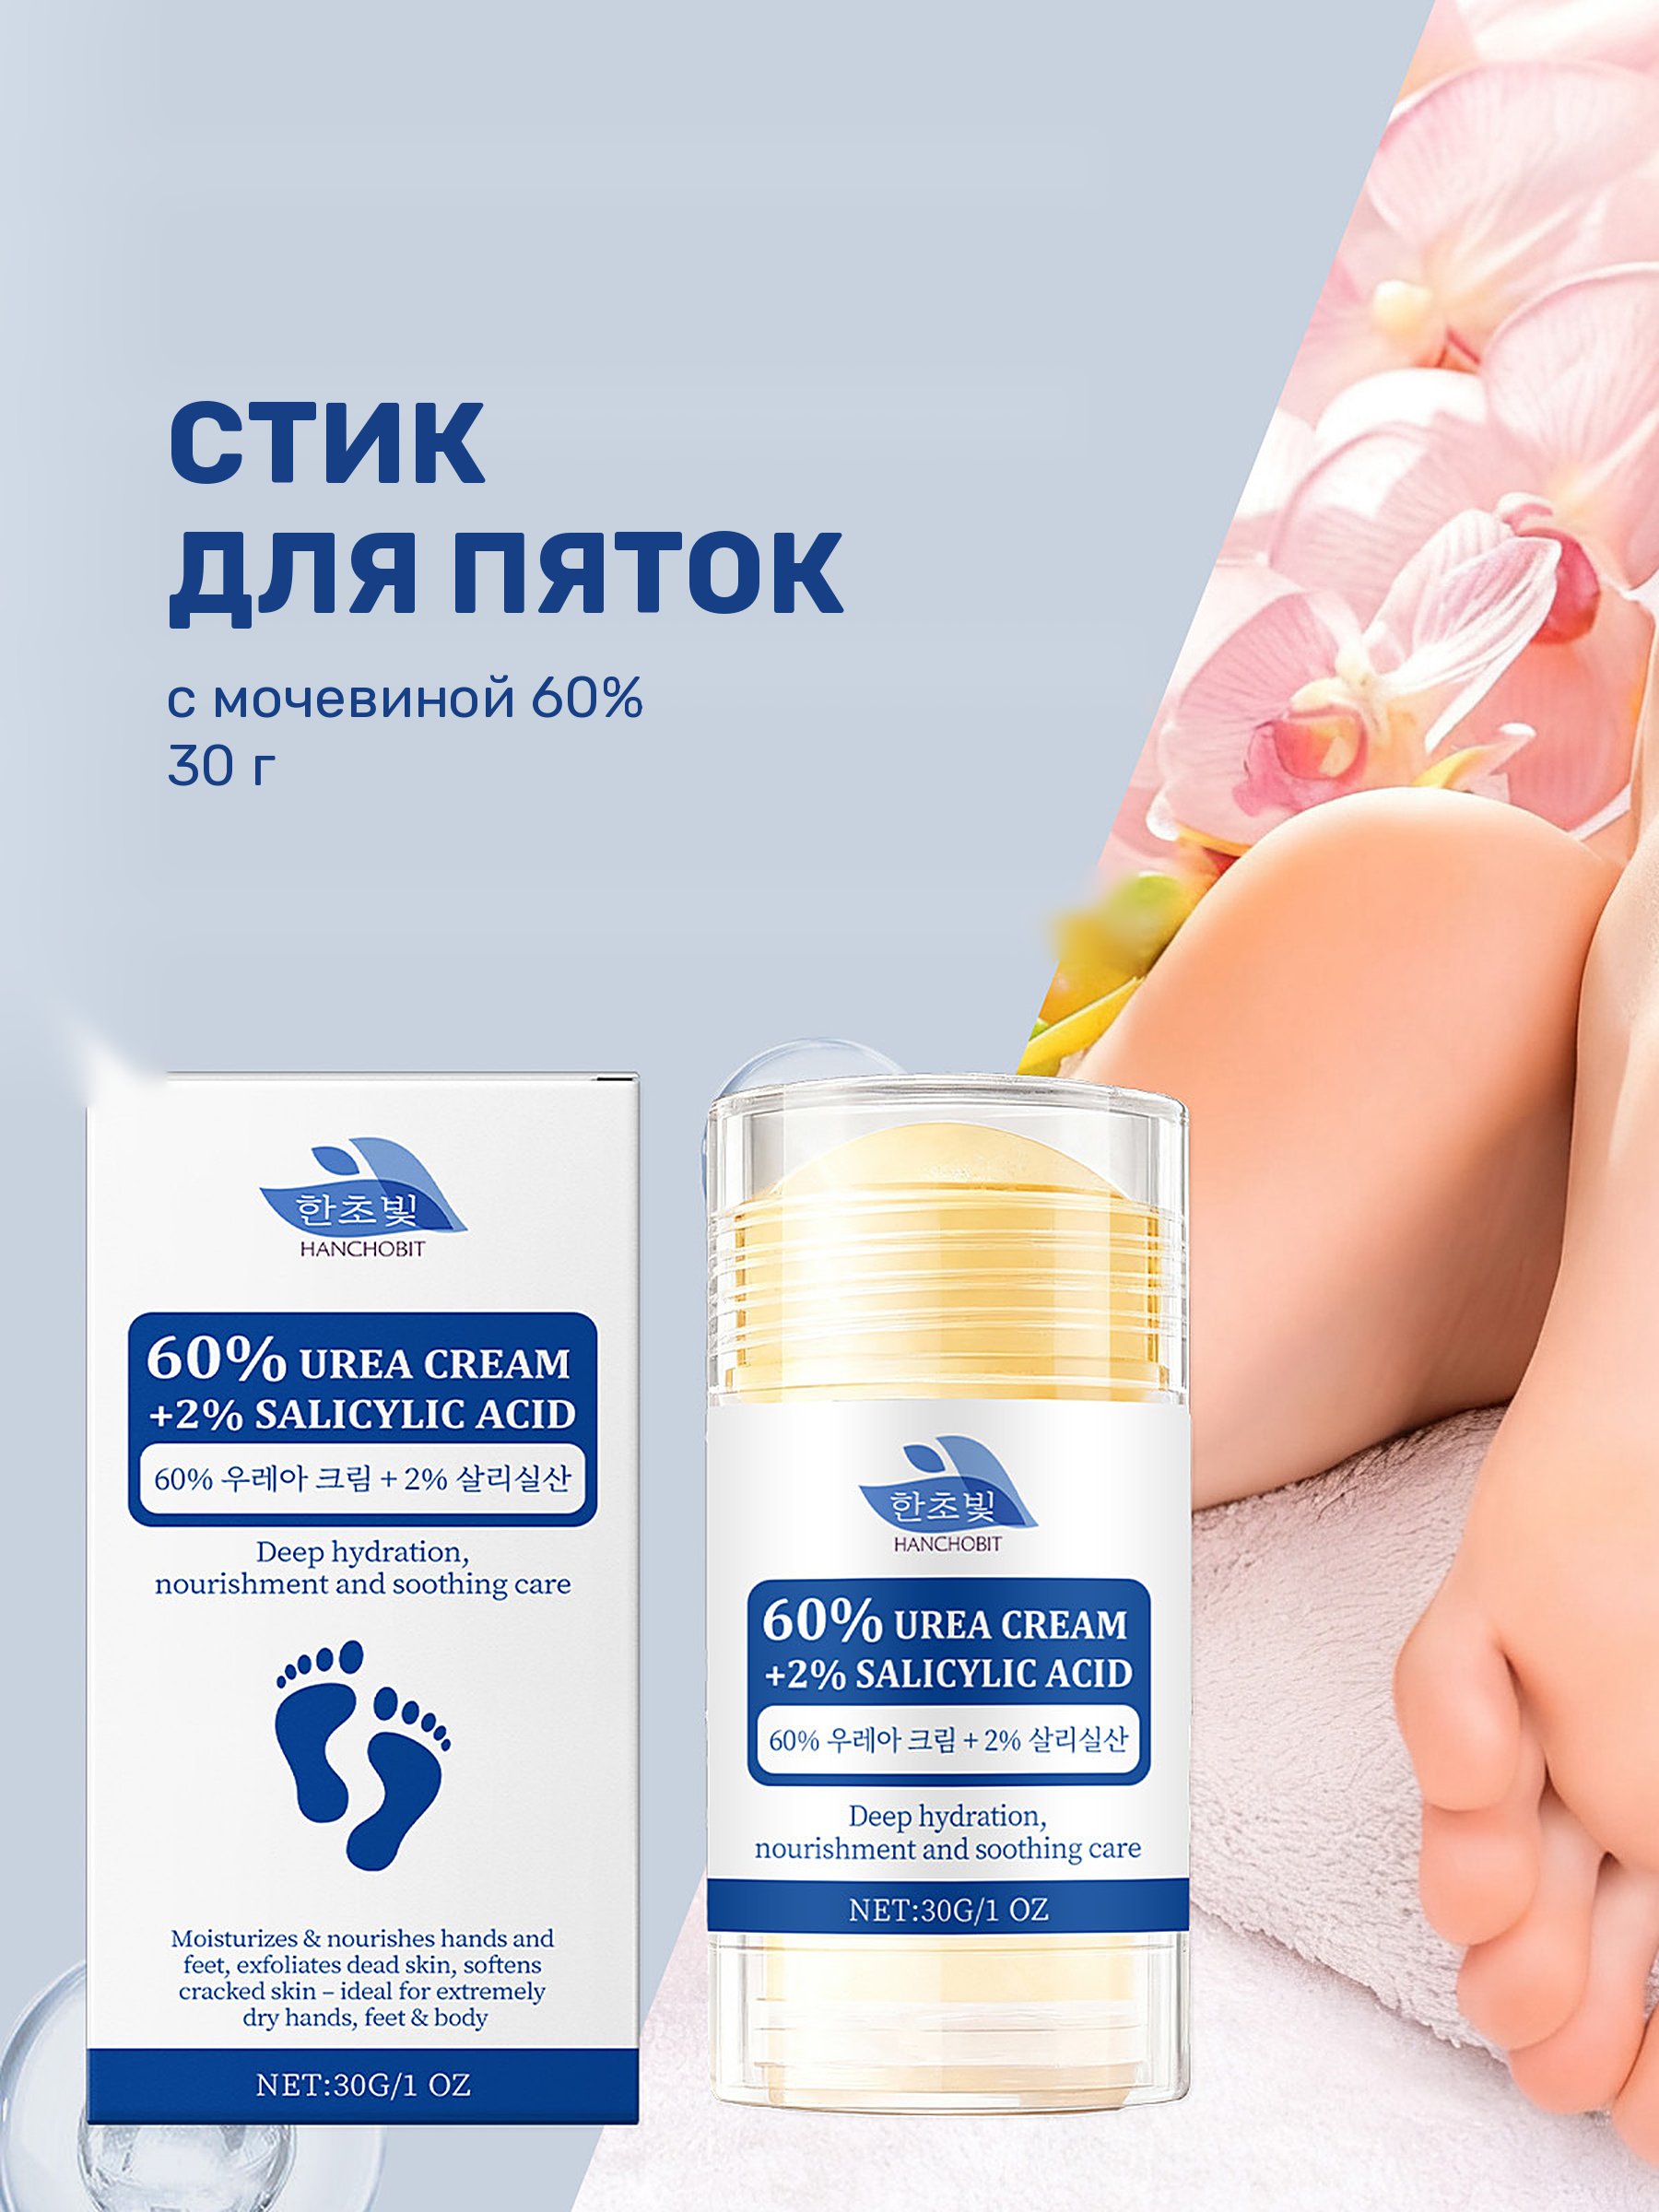 СТИК
ДЛЯ ПЯТОК
с мочевиной 60%
30 г
한초빛
HANCHOBIT
60% UREA CREAM
+2% SALICYLIC ACID
60% 우레아 크림 + 2% 살리실산
Deep hydration,
nourishment and soothing care
Moisturizes & nourishes hands and
feet, exfoliates dead skin, softens
cracked skin – ideal for extremely
dry hands, feet & body
NET:30G/1 OZ
한초빛
HANCHOBIT
60% UREA CREAM
+2% SALICYLIC ACID
60% 우레아 크림 + 2% 살리실산
Deep hydration,
nourishment and soothing care
NET:30G/1 OZ